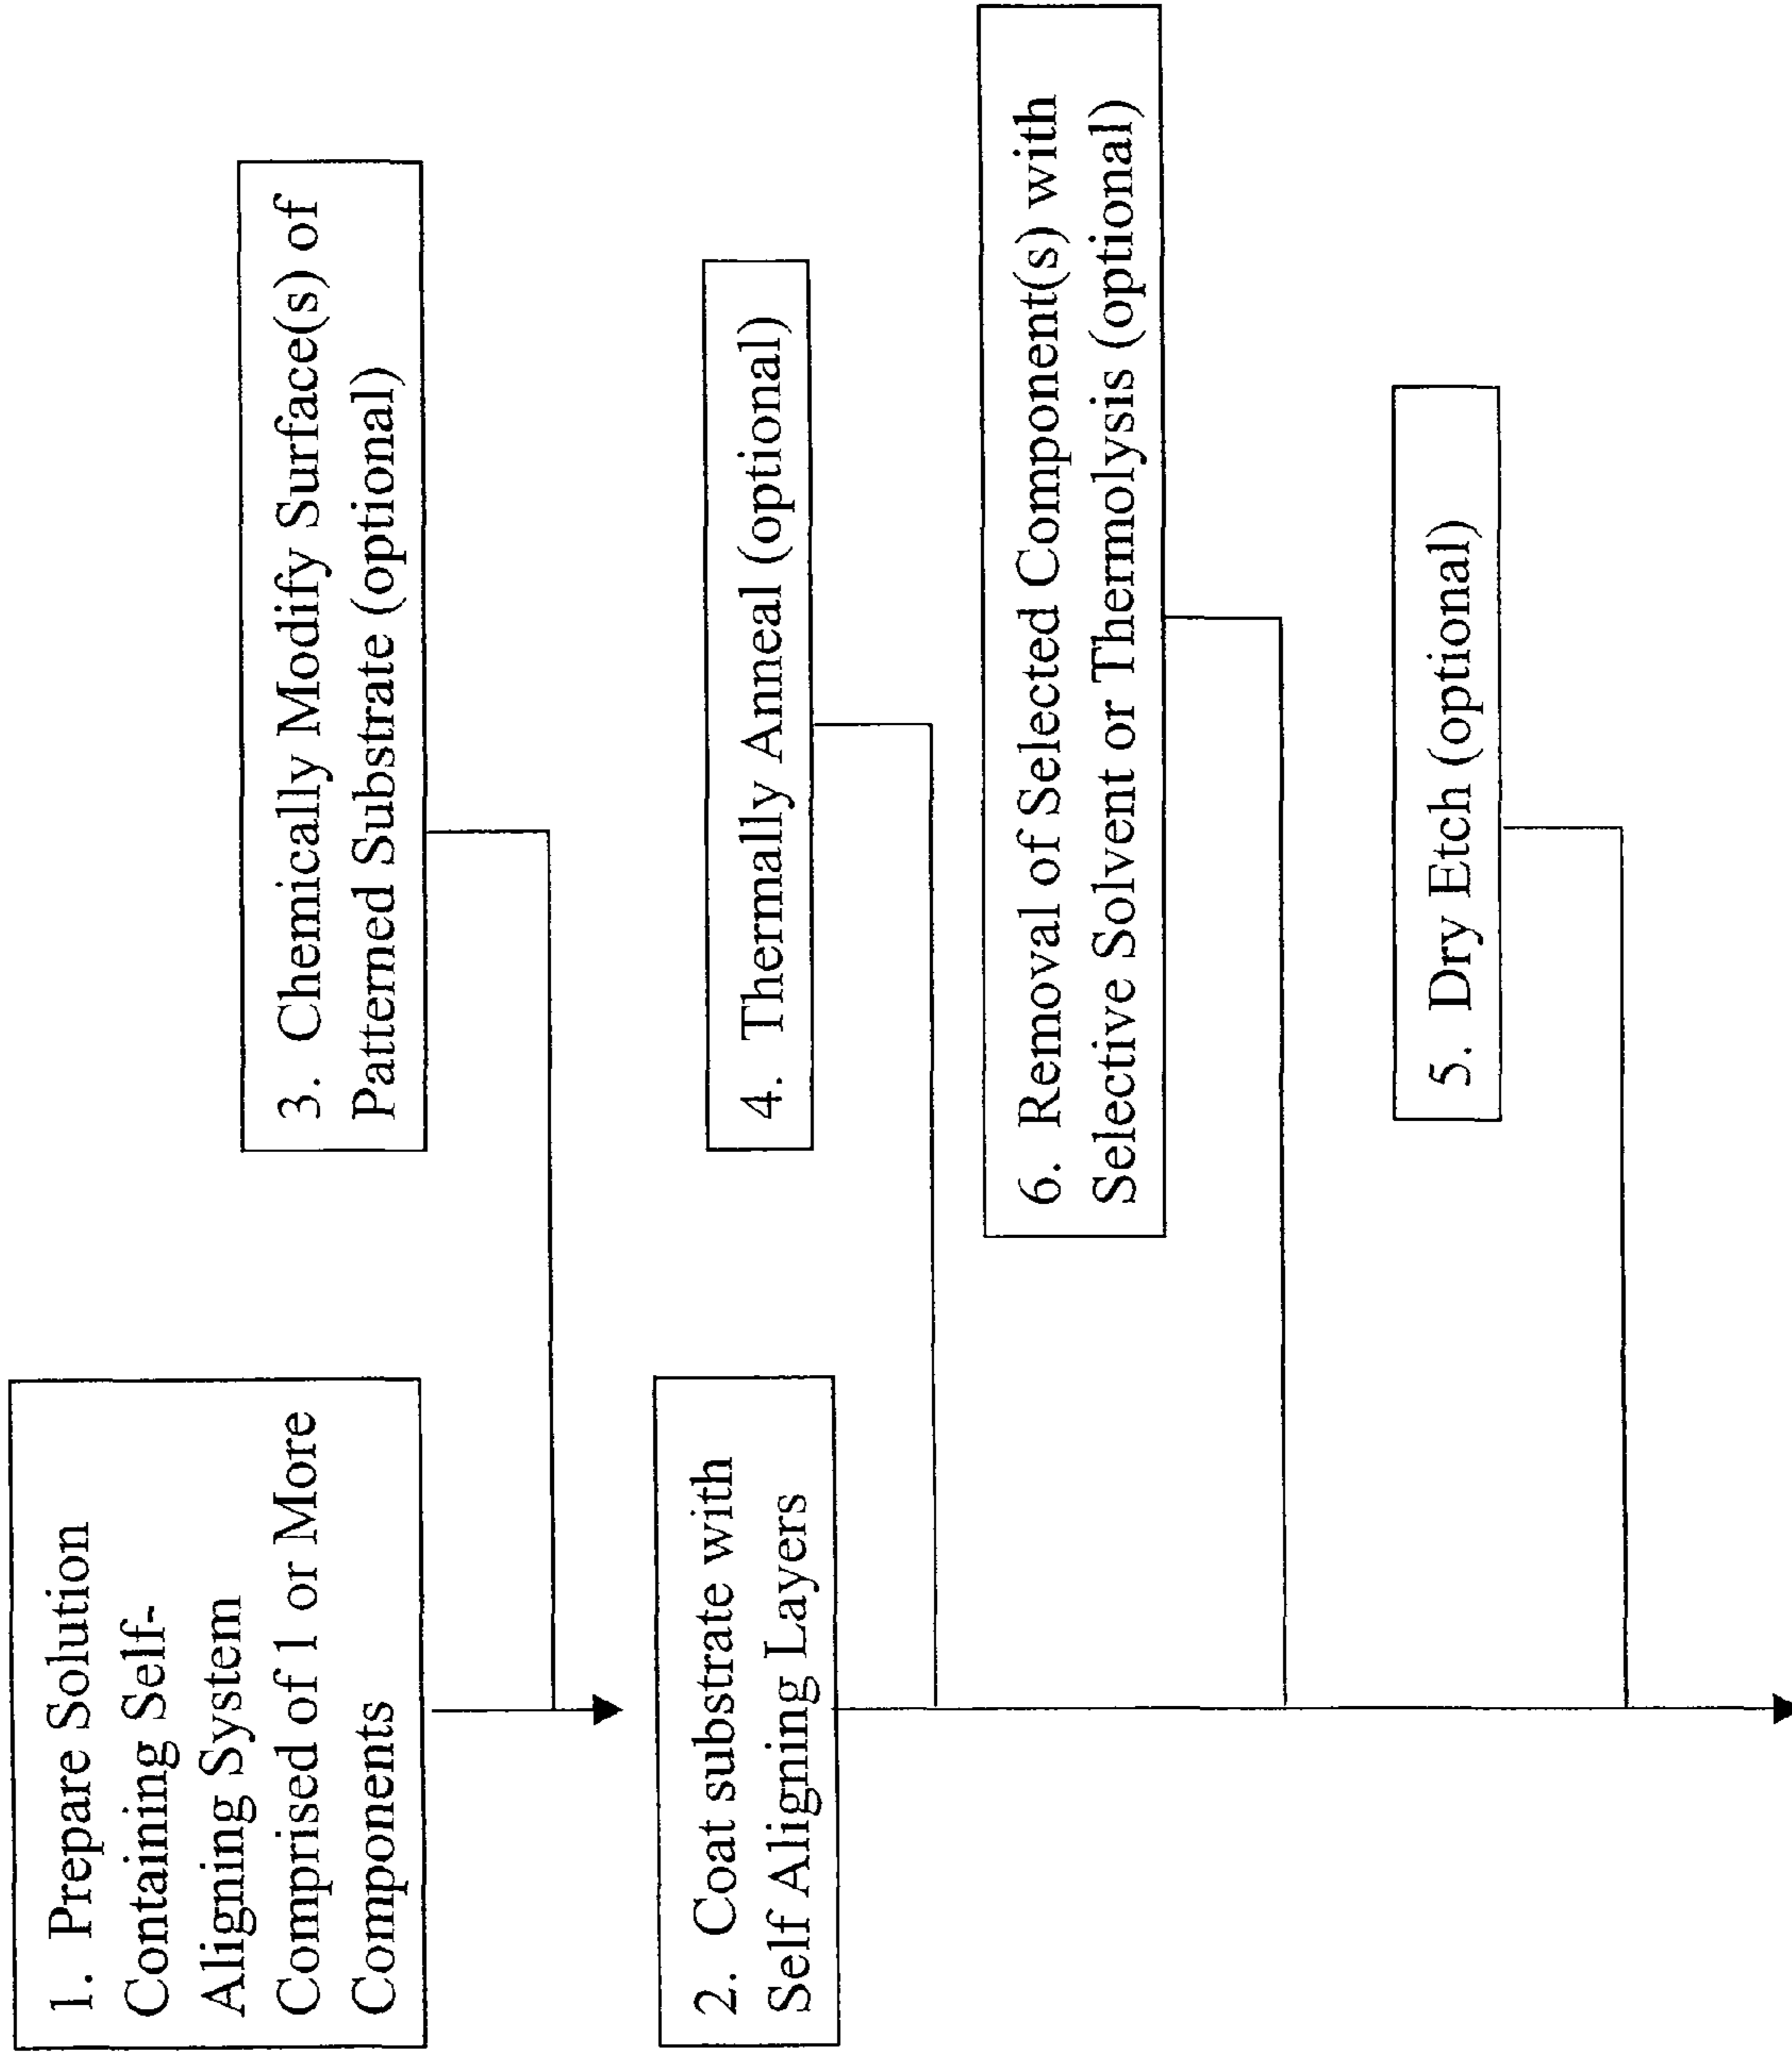 1. Prepare Solution
Containing Self-
Aligning System
Comprised of 1 or More
Components
3. Chemically Modify Surface(s) of
Patterned Substrate (optional)
2. Coat substrate with
Self Aligning Layers
4. Thermally Anneal (optional)
6. Removal of Selected Component(s) with
Selective Solvent or Themolysis (optional)
5. Dry Etch (optional)